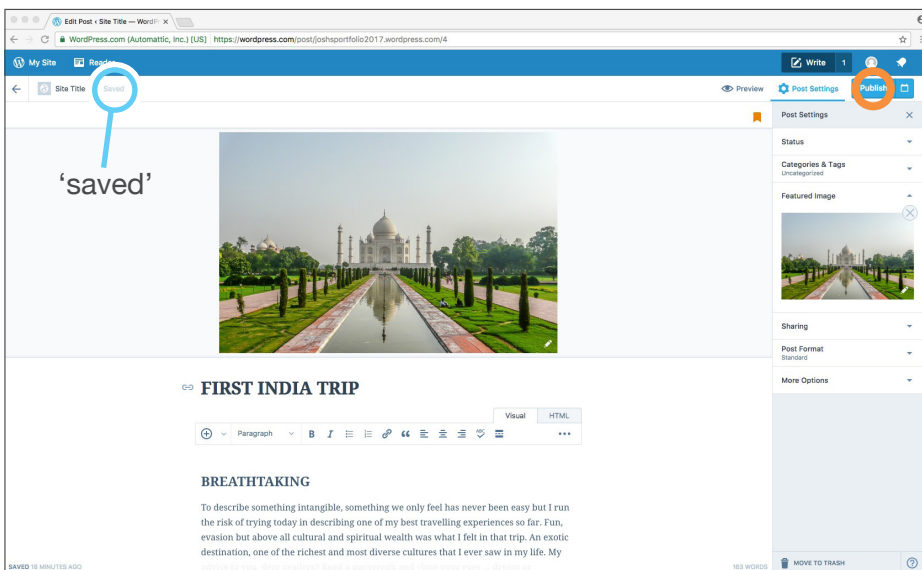 Edit Post ‹ Site Title — WordP
WordPress.com (Automattic, Inc.) [US] https://wordpress.com/post/joshsportfolio2017.wordpress.com/4
My Site Reader Write 1
Site Title Saved Preview Post Settings Publish
'saved'
Post Settings
Status
Categories & Tags
Uncategorized
Featured Image
Sharing
Post Format
Standard
More Options
FIRST INDIA TRIP
Visual HTML
Paragraph B I ABC
BREATHTAKING
To describe something intangible, something we only feel has never been easy but I run
the risk of trying today in describing one of my best travelling experiences so far. Fun,
evasion but above all cultural and spiritual wealth was what I felt in that trip. An exotic
destination, one of the richest and most diverse cultures that I ever saw in my life. My
SAVED 18 MINUTES AGO 163 WORDS MOVE TO TRASH